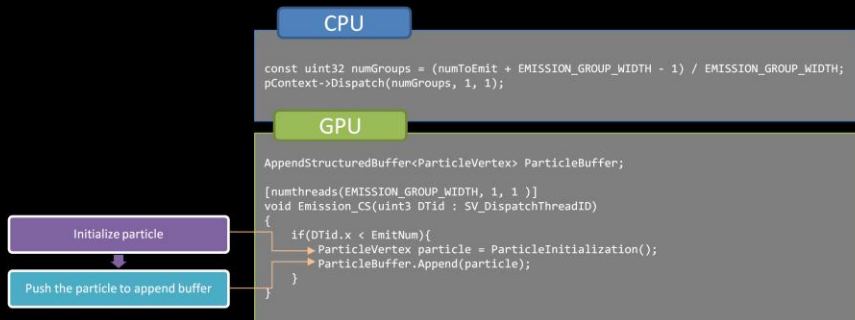 CPU
const uint32 numGroups = (numToEmit + EMISSION_GROUP_WIDTH - 1) / EMISSION_GROUP_WIDTH;
pContext->Dispatch(numGroups, 1, 1);
GPU
AppendStructuredBuffer<ParticleVertex> ParticleBuffer;
[numthreads(EMISSION_GROUP_WIDTH, 1, 1 )]
void Emission_CS(uint3 DTid : SV_DispatchThreadID)
{
if(DTid.x < EmitNum){
ParticleVertex particle = ParticleInitialization();
ParticleBuffer.Append(particle);
}
}
Initialize particle
Push the particle to append buffer